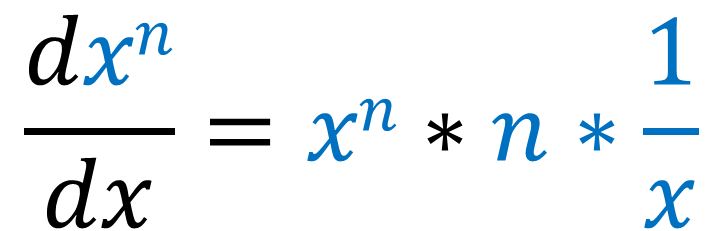 dxⁿ/dx = xⁿ * n * 1/x